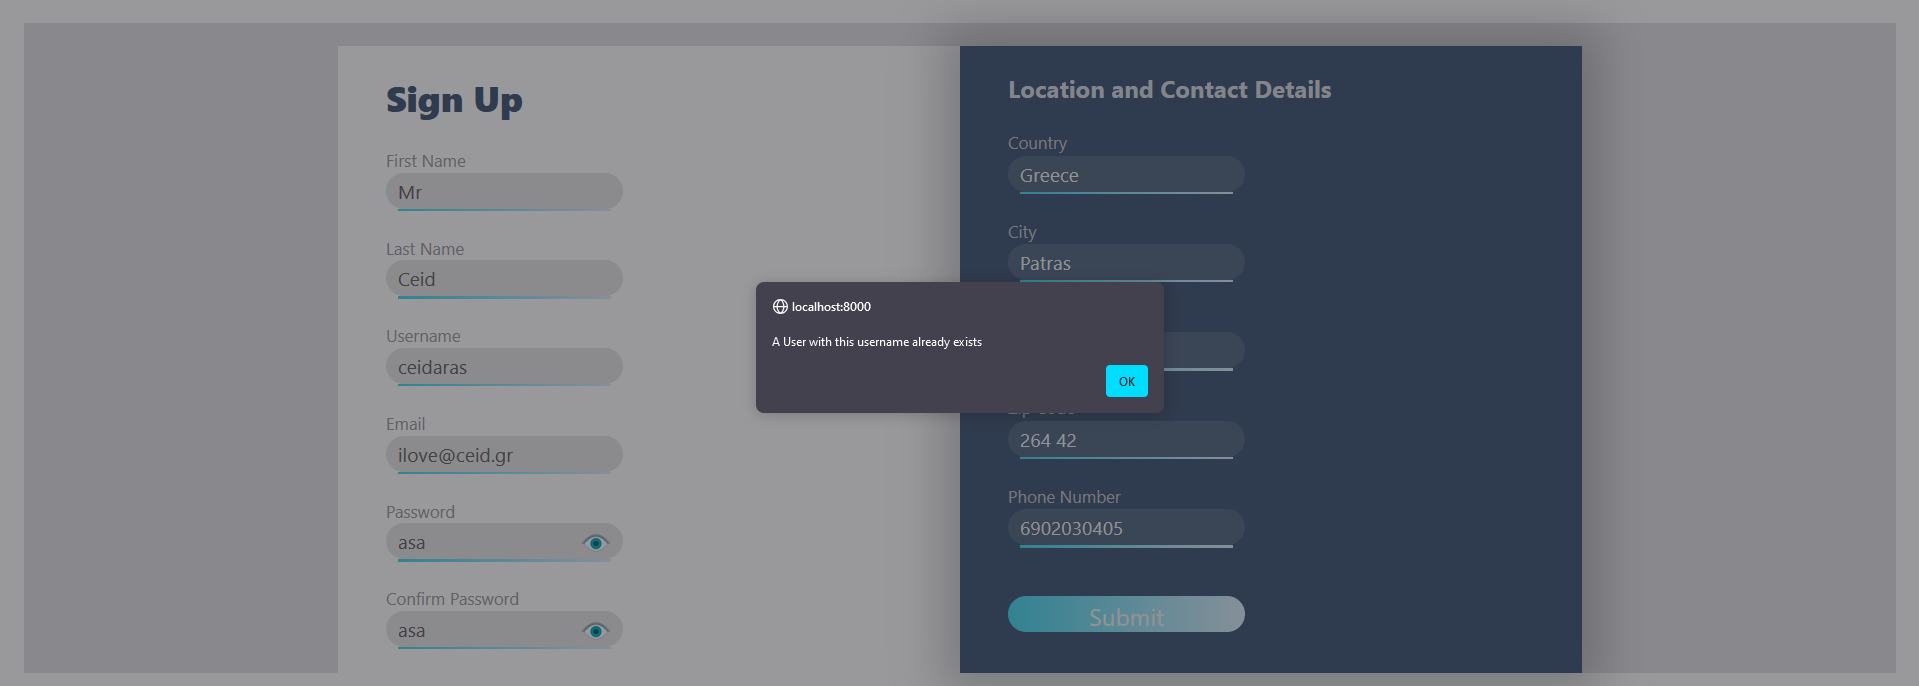 Sign Up
First Name
Mr
Last Name
Ceid
Username
ceidaras
Email
ilove@ceid.gr
Password
asa
Confirm Password
asa
Location and Contact Details
Country
Greece
City
Patras
264 42
Phone Number
6902030405
Submit
localhost:8000
A User with this username already exists
OK